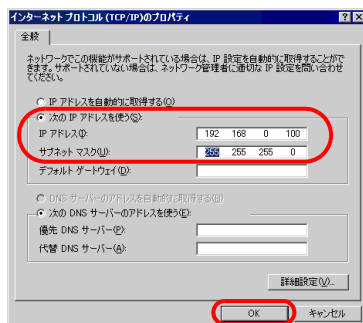 インターネット プロトコル (TCP/IP)のプロパティ
全般
ネットワークでこの機能がサポートされている場合は、IP 設定を自動的に取得することがで
きます。サポートされていない場合は、ネットワーク管理者に適切な IP 設定を問い合わせ
てください。
IP アドレスを自動的に取得する(O)
次の IP アドレスを使う(S):
IP アドレス(I): 192 168 0 100
サブネット マスク(U): 255 255 255 0
デフォルト ゲートウェイ(D):
DNS サーバーのアドレスを自動的に取得する(B)
次の DNS サーバーのアドレスを使う(E):
優先 DNS サーバー(P):
代替 DNS サーバー(A):
詳細設定(V)...
OK キャンセル